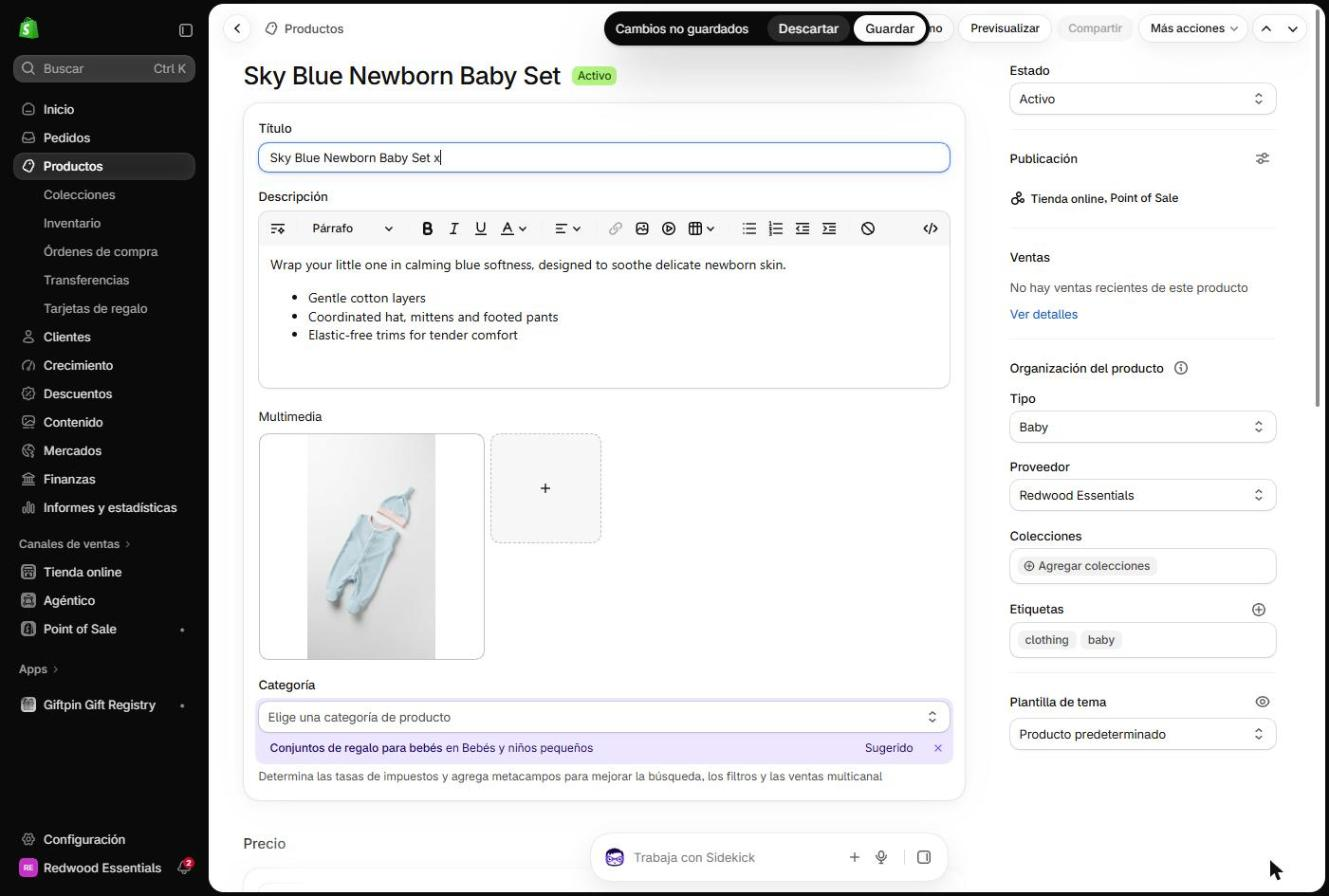 Buscar Ctrl K
Inicio
Pedidos
Productos
Colecciones
Inventario
Órdenes de compra
Transferencias
Tarjetas de regalo
Clientes
Crecimiento
Descuentos
Contenido
Mercados
Finanzas
Informes y estadísticas
Canales de ventas
Tienda online
Agéntico
Point of Sale
Apps
Giftpin Gift Registry
Configuración
RE Redwood Essentials 2
Productos
Cambios no guardados Descartar Guardar
Previsualizar Compartir Más acciones
Sky Blue Newborn Baby Set Activo
Título
Sky Blue Newborn Baby Set x
Descripción
Párrafo B I U A
Wrap your little one in calming blue softness, designed to soothe delicate newborn skin.
• Gentle cotton layers
• Coordinated hat, mittens and footed pants
• Elastic-free trims for tender comfort
Multimedia
Categoría
Elige una categoría de producto
Conjuntos de regalo para bebés en Bebés y niños pequeños Sugerido
Determina las tasas de impuestos y agrega metacampos para mejorar la búsqueda, los filtros y las ventas multicanal
Precio
Trabaja con Sidekick
Estado
Activo
Publicación
Tienda online, Point of Sale
Ventas
No hay ventas recientes de este producto
Ver detalles
Organización del producto
Tipo
Baby
Proveedor
Redwood Essentials
Colecciones
Agregar colecciones
Etiquetas
clothing baby
Plantilla de tema
Producto predeterminado